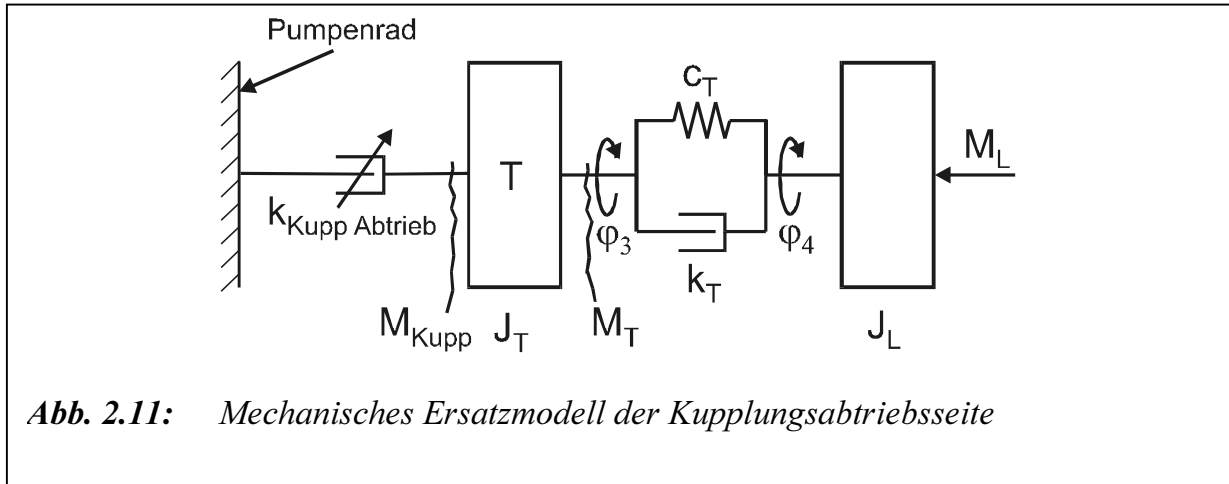 Pumpenrad
c_T
M_L
T
k_Kupp Abtrieb
φ_3
φ_4
k_T
M_Kupp
J_T
M_T
J_L
Abb. 2.11: Mechanisches Ersatzmodell der Kupplungsabtriebsseite